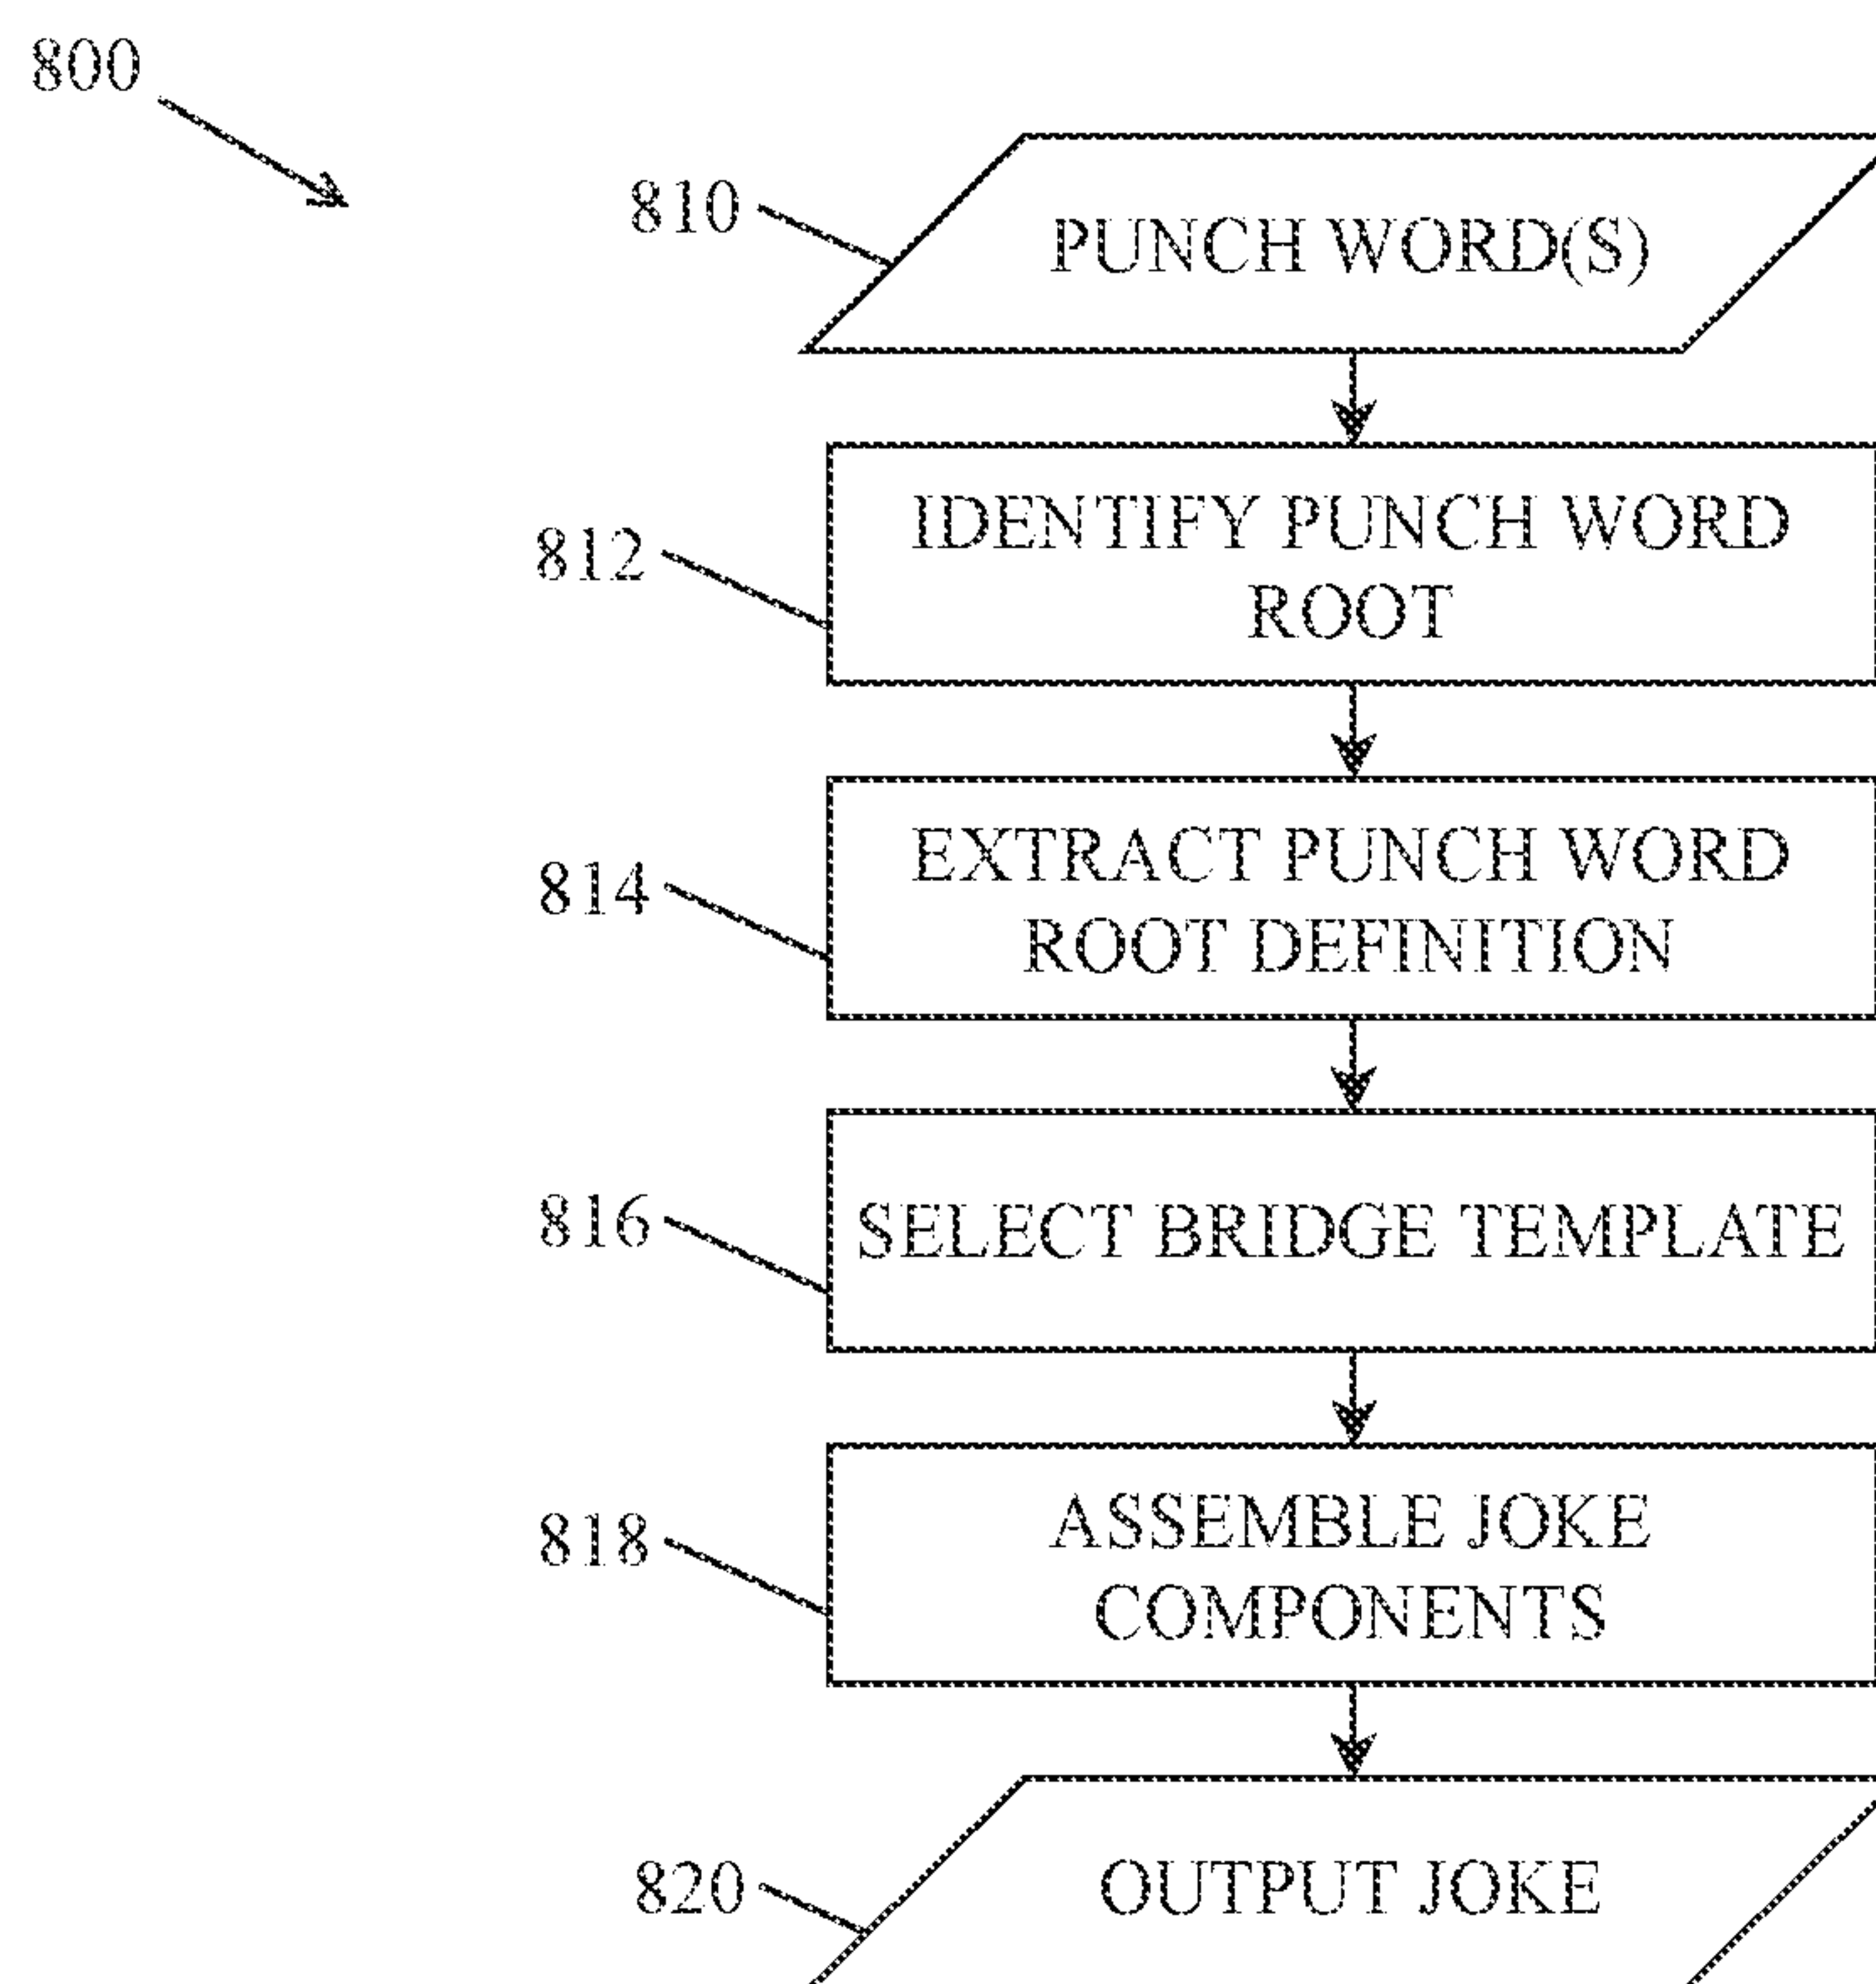 800
810
PUNCH WORD(S)
812
IDENTIFY PUNCH WORD
ROOT
814
EXTRACT PUNCH WORD
ROOT DEFINITION
816
SELECT BRIDGE TEMPLATE
818
ASSEMBLE JOKE
COMPONENTS
820
OUTPUT JOKE